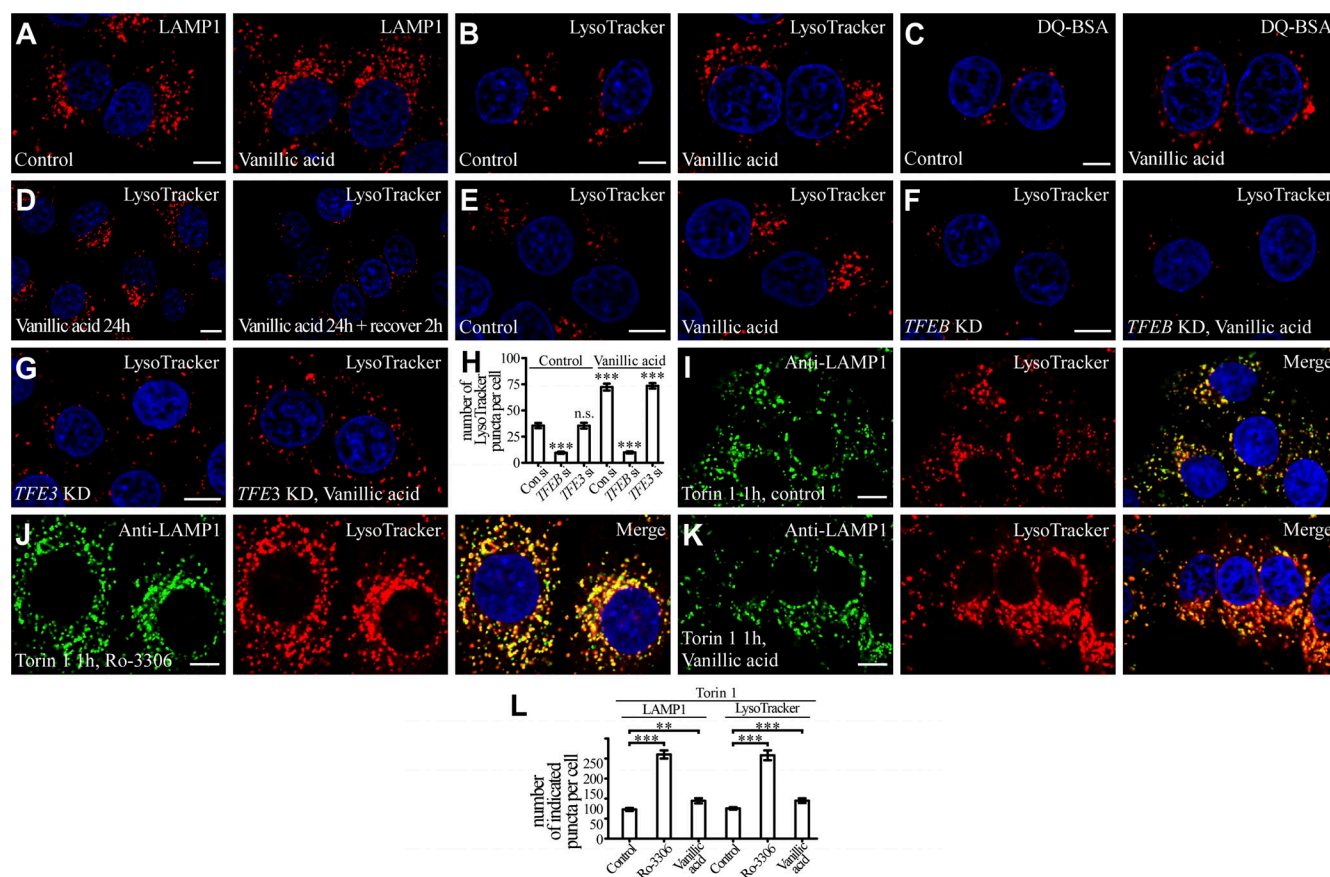 A LAMP1
Control
LAMP1
Vanillic acid
B LysoTracker
Control
LysoTracker
Vanillic acid
C DQ-BSA
Control
DQ-BSA
Vanillic acid
D LysoTracker
Vanillic acid 24h
LysoTracker
Vanillic acid 24h + recover 2h
E LysoTracker
Control
LysoTracker
Vanillic acid
F LysoTracker
TFEB KD
LysoTracker
TFEB KD, Vanillic acid
G LysoTracker
TFE3 KD
LysoTracker
TFE3 KD, Vanillic acid
H
Control Vanillic acid
number of
LysoTracker
puncta per cell
100
75
50
25
0
*** n.s. *** *** ***
Con si
TFEB si
TFE3 si
Con si
TFEB si
TFE3 si
I Anti-LAMP1
Torin 1 1h, control
LysoTracker
Merge
J Anti-LAMP1
Torin 1 1h, Ro-3306
LysoTracker
Merge
K Anti-LAMP1
Torin 1 1h,
Vanillic acid
LysoTracker
Merge
L
Torin 1
LAMP1 LysoTracker
** ***
*** ***
number
of indicated
puncta per cell
250
150
100
50
0
Control
Ro-3306
Vanillic
acid
Control
Ro-3306
Vanillic
acid